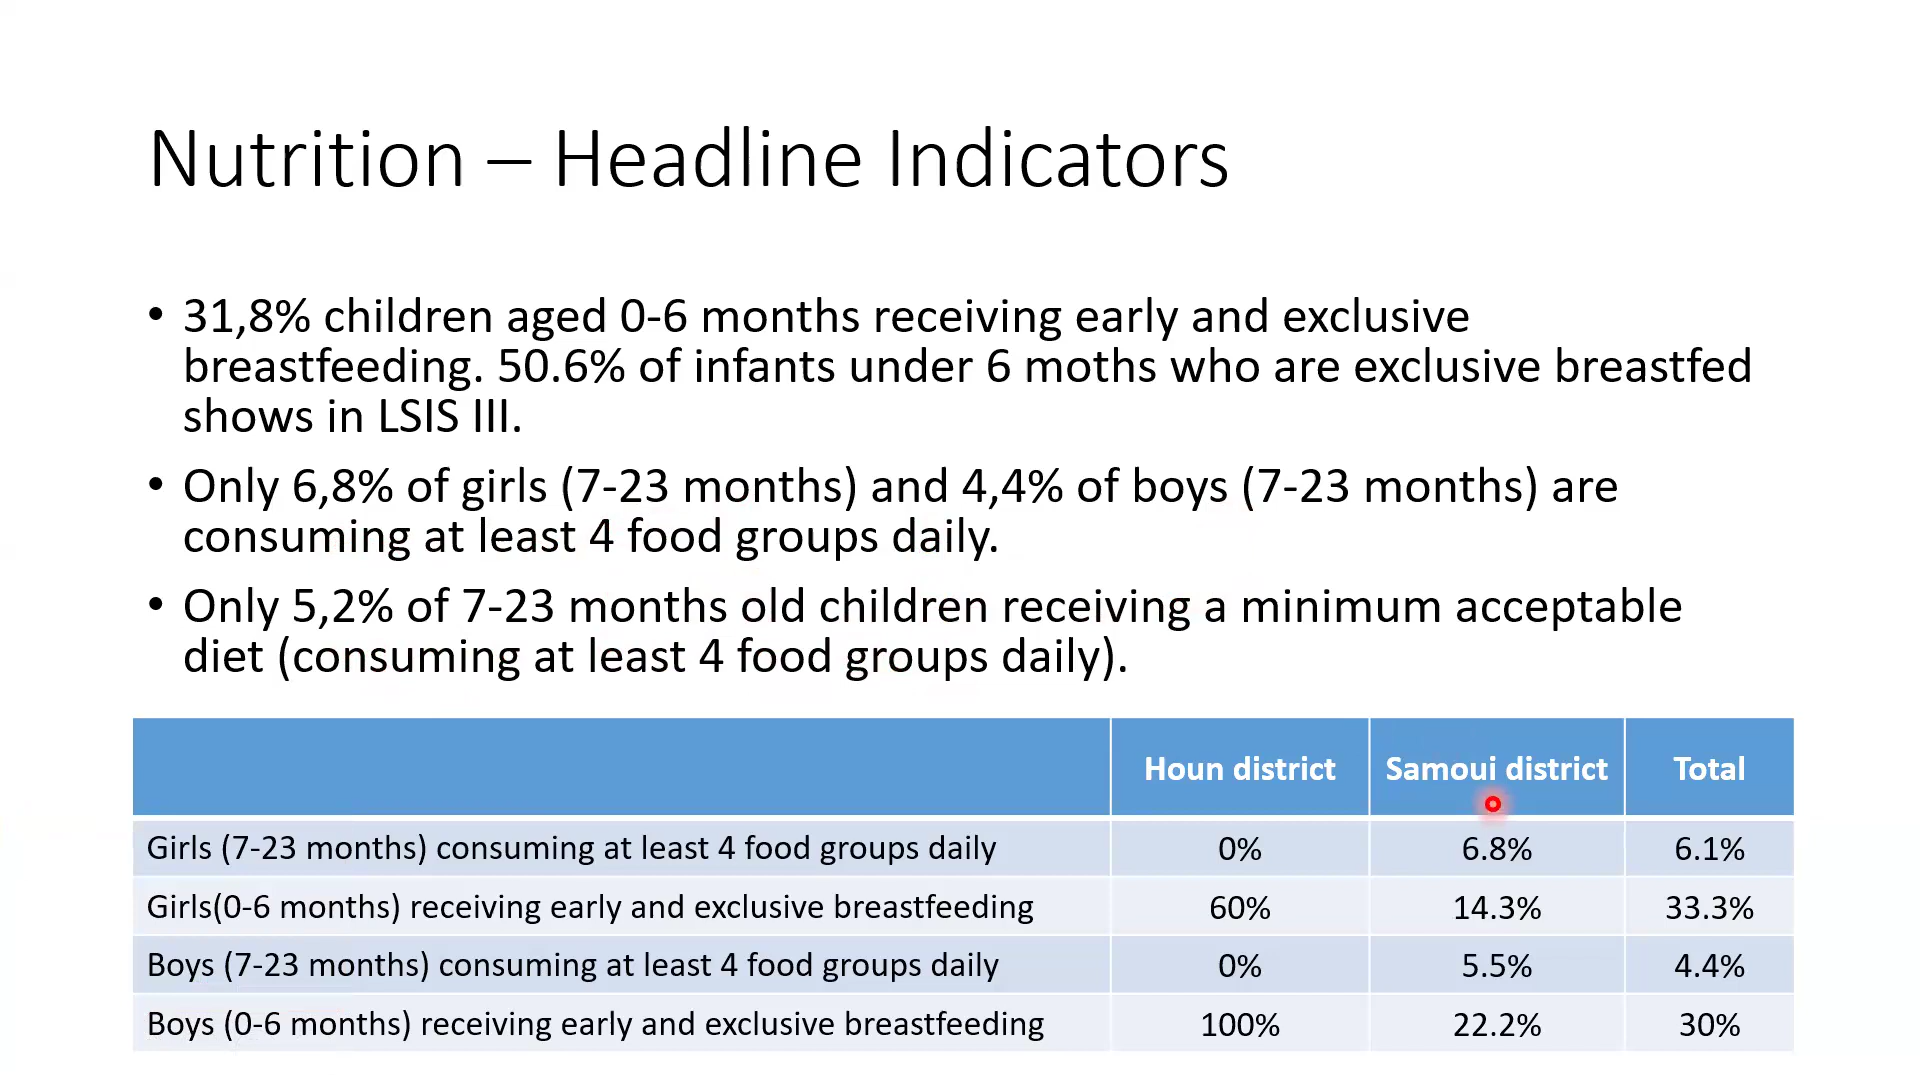 Nutrition – Headline Indicators
• 31,8% children aged 0-6 months receiving early and exclusive
breastfeeding. 50.6% of infants under 6 moths who are exclusive breastfed
shows in LSIS III.
• Only 6,8% of girls (7-23 months) and 4,4% of boys (7-23 months) are
consuming at least 4 food groups daily.
• Only 5,2% of 7-23 months old children receiving a minimum acceptable
diet (consuming at least 4 food groups daily).
Houn district Samoui district Total
Girls (7-23 months) consuming at least 4 food groups daily 0% 6.8% 6.1%
Girls(0-6 months) receiving early and exclusive breastfeeding 60% 14.3% 33.3%
Boys (7-23 months) consuming at least 4 food groups daily 0% 5.5% 4.4%
Boys (0-6 months) receiving early and exclusive breastfeeding 100% 22.2% 30%